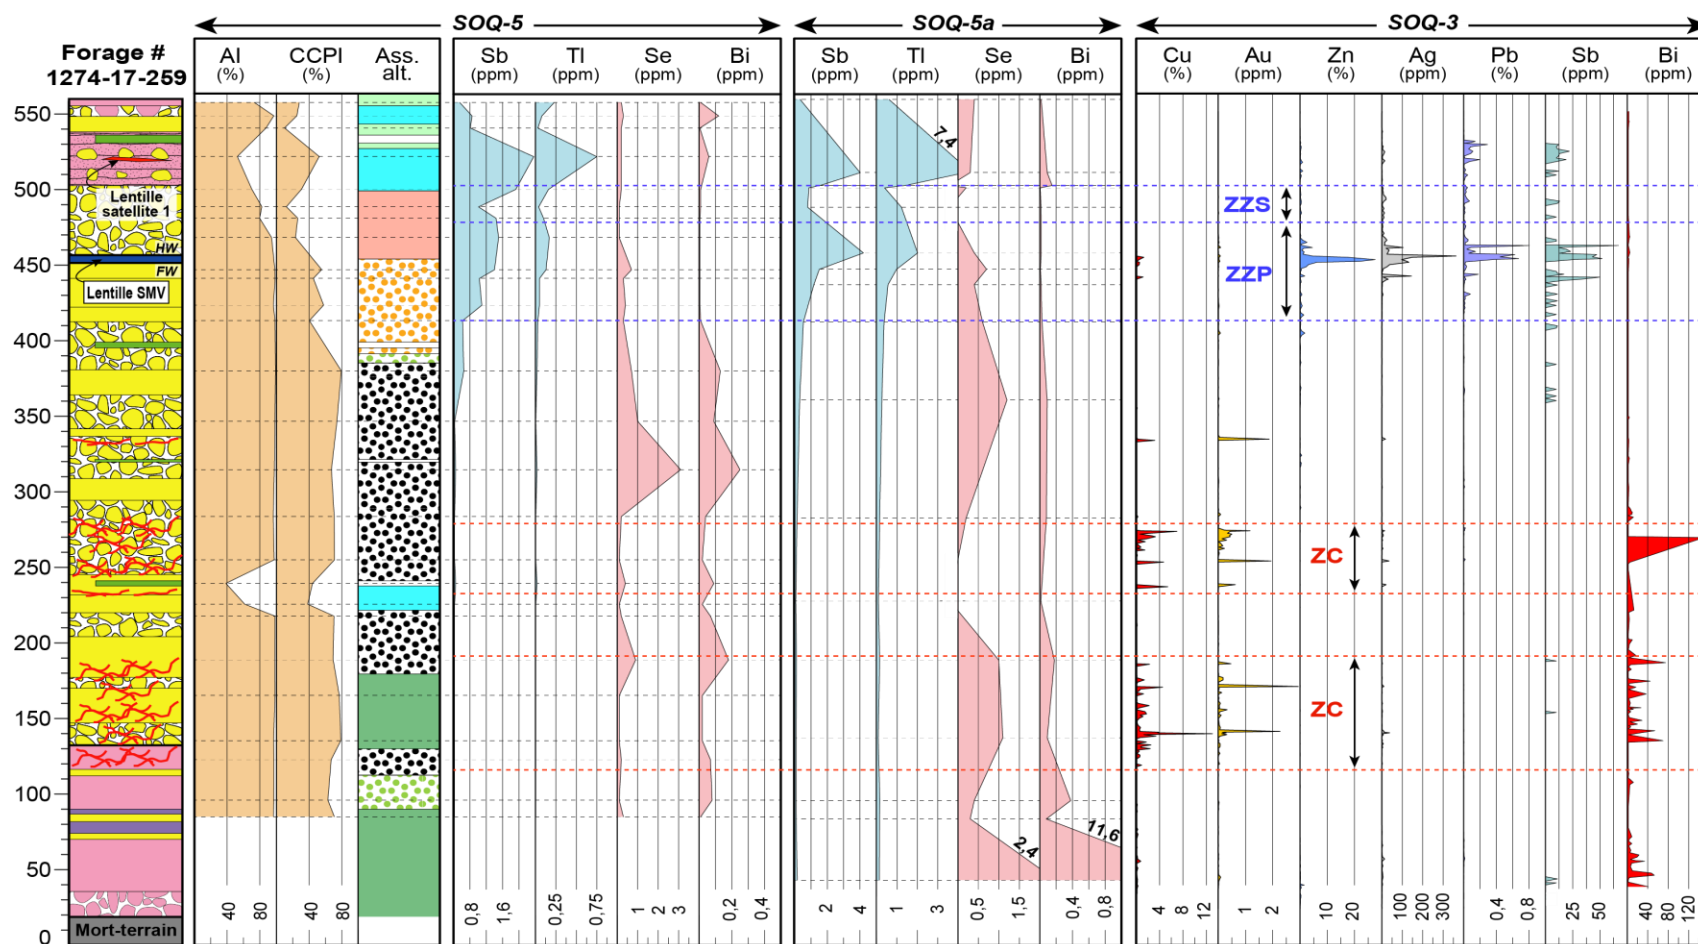 SOQ-5
SOQ-5a
SOQ-3
Forage #
1274-17-259
AI
(%)
CCPI
(%)
Ass.
alt.
Sb
(ppm)
Tl
(ppm)
Se
(ppm)
Bi
(ppm)
Sb
(ppm)
Tl
(ppm)
Se
(ppm)
Bi
(ppm)
Cu
(%)
Au
(ppm)
Zn
(%)
Ag
(ppm)
Pb
(%)
Sb
(ppm)
Bi
(ppm)
550
500
450
400
350
300
250
200
150
100
50
0
Lentille
satellite 1
HW
FW
Lentille SMV
Mort-terrain
7,4
2,4
11,6
ZZS
ZZP
ZC
ZC
40 80
40 80
0,8 1,6
0,25 0,75
1 2 3
0,2 0,4
2 4
1 3
0,5 1,5
0,4 0,8
4 8 12
1 2
10 20
100 200 300
0,4 0,8
25 50
40 80 120